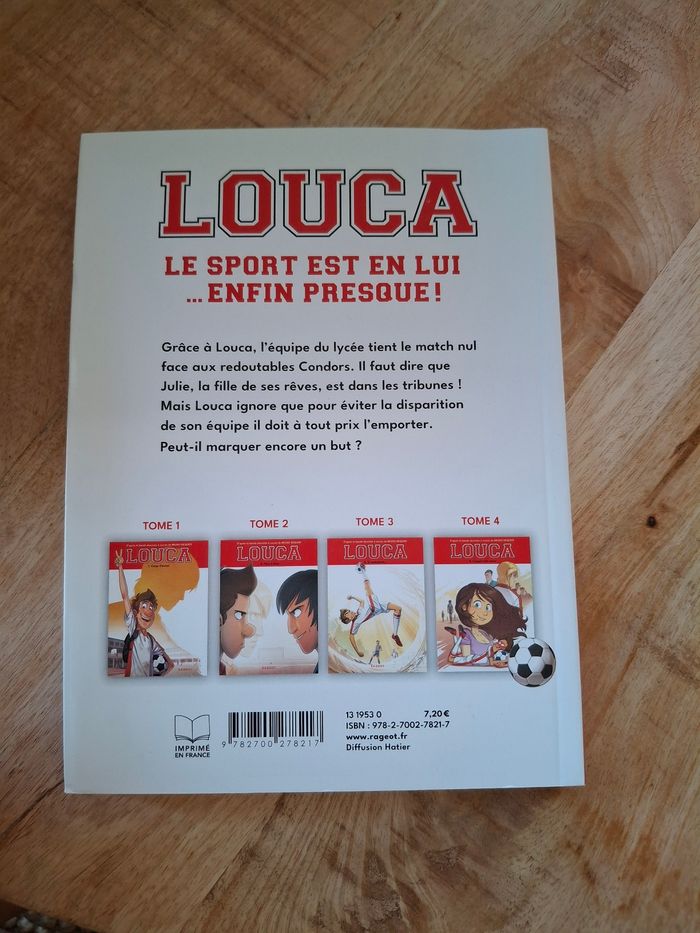 LOUCA
LE SPORT EST EN LUI
... ENFIN PRESQUE !
Grâce à Louca, l'équipe du lycée tient le match nul
face aux redoutables Condors. Il faut dire que
Julie, la fille de ses rêves, est dans les tribunes !
Mais Louca ignore que pour éviter la disparition
de son équipe il doit à tout prix l'emporter.
Peut-il marquer encore un but ?
TOME 1
TOME 2
TOME 3
TOME 4
LOUCA
LOUCA
LOUCA
LOUCA
IMPRIMÉ
EN FRANCE
9 782700 278217
13 1953 0 7,20 €
ISBN : 978-2-7002-7821-7
www.rageot.fr
Diffusion Hatier